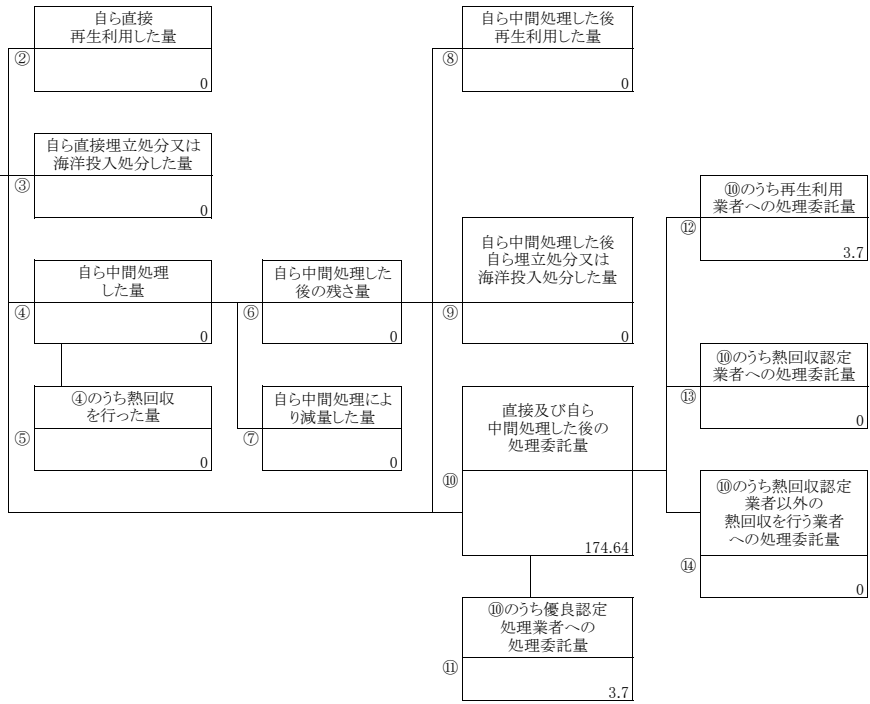 自ら直接
再生利用した量
②
0
自ら直接埋立処分又は
海洋投入処分した量
③
0
自ら中間処理
した量
④
0
④のうち熱回収
を行った量
⑤
0
自ら中間処理した
後の残さ量
⑥
0
自ら中間処理によ
り減量した量
⑦
0
自ら中間処理した後
再生利用した量
⑧
0
自ら中間処理した後
自ら埋立処分又は
海洋投入処分した量
⑨
0
直接及び自ら
中間処理した後の
処理委託量
⑩
174.64
⑩のうち優良認定
処理業者への
処理委託量
⑪
3.7
⑩のうち再生利用
業者への処理委託量
⑫
3.7
⑩のうち熱回収認定
業者への処理委託量
⑬
0
⑩のうち熱回収認定
業者以外の
熱回収を行う業者
への処理委託量
⑭
0